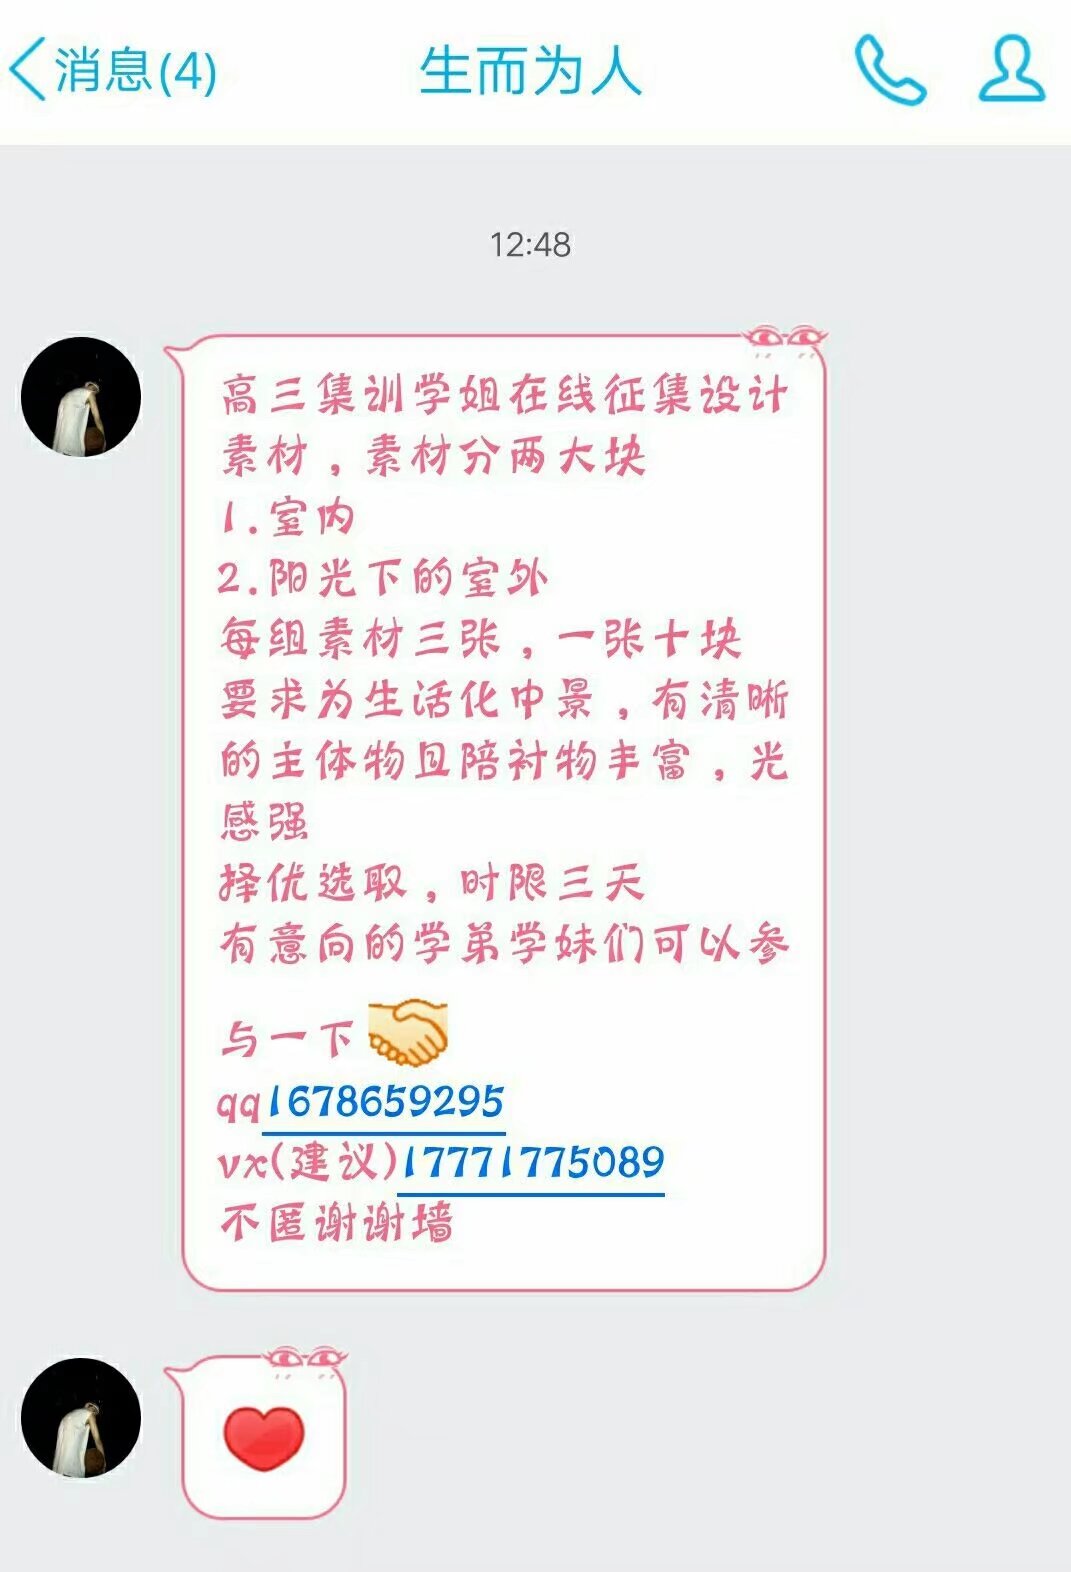 消息(4)
生而为人
12:48
高三集训学姐在线征集设计
素材，素材分两大块
1.室内
2.阳光下的室外
每组素材三张，一张十块
要求为生活化中景，有清晰
的主体物且陪衬物丰富，光
感强
择优选取，时限三天
有意向的学弟学妹们可以参
与一下
qq1678659295
vx(建议)17771775089
不匿谢谢墙